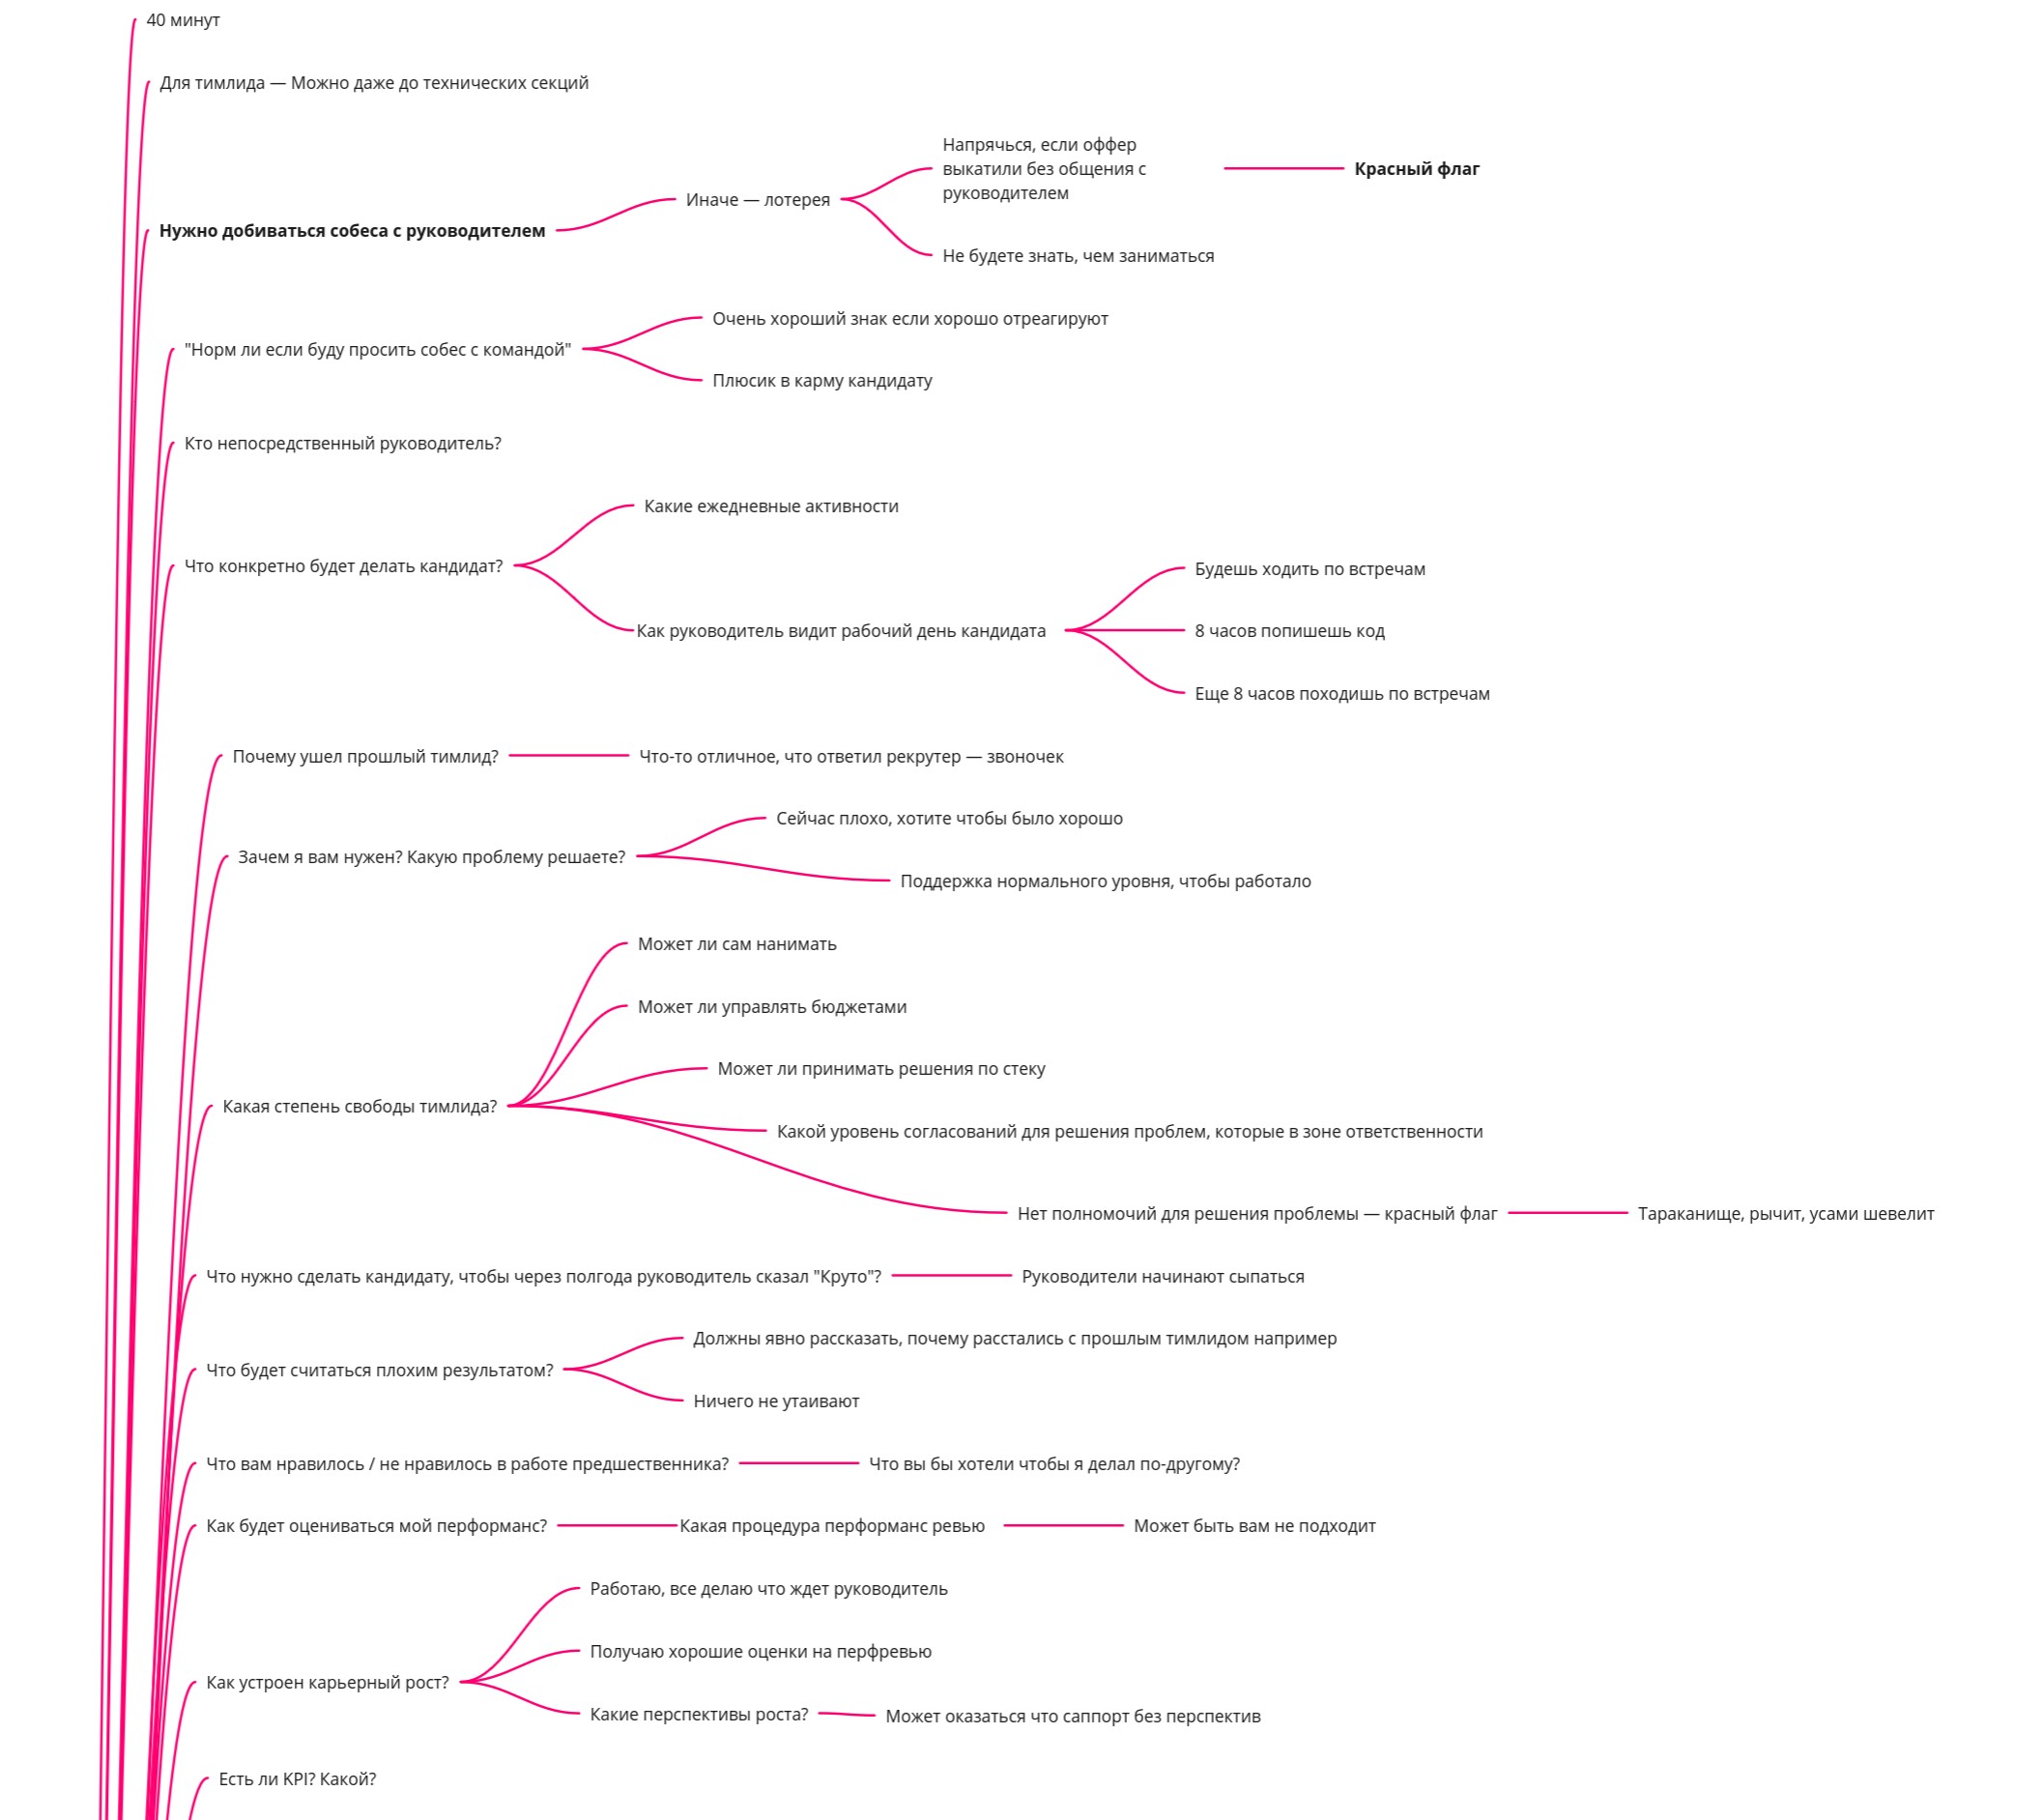 40 минут
Для тимлида — Можно даже до технических секций
Напрячься, если оффер
выкатили без общения с
руководителем
Красный флаг
Иначе — лотерея
Нужно добиваться собеса с руководителем
Не будете знать, чем заниматься
Очень хороший знак если хорошо отреагируют
"Норм ли если буду просить собес с командой"
Плюсик в карму кандидату
Кто непосредственный руководитель?
Какие ежедневные активности
Что конкретно будет делать кандидат?
Будешь ходить по встречам
Как руководитель видит рабочий день кандидата
8 часов попишешь код
Еще 8 часов походишь по встречам
Почему ушел прошлый тимлид?
Что-то отличное, что ответил рекрутер — звоночек
Сейчас плохо, хотите чтобы было хорошо
Зачем я вам нужен? Какую проблему решаете?
Поддержка нормального уровня, чтобы работало
Может ли сам нанимать
Может ли управлять бюджетами
Может ли принимать решения по стеку
Какая степень свободы тимлида?
Какой уровень согласований для решения проблем, которые в зоне ответственности
Нет полномочий для решения проблемы — красный флаг
Тараканище, рычит, усами шевелит
Что нужно сделать кандидату, чтобы через полгода руководитель сказал "Круто"?
Руководители начинают сыпаться
Должны явно рассказать, почему расстались с прошлым тимлидом например
Что будет считаться плохим результатом?
Ничего не утаивают
Что вам нравилось / не нравилось в работе предшественника?
Что вы бы хотели чтобы я делал по-другому?
Как будет оцениваться мой перформанс?
Какая процедура перформанс ревью
Может быть вам не подходит
Работаю, все делаю что ждет руководитель
Получаю хорошие оценки на перфревью
Как устроен карьерный рост?
Какие перспективы роста?
Может оказаться что саппорт без перспектив
Есть ли KPI? Какой?